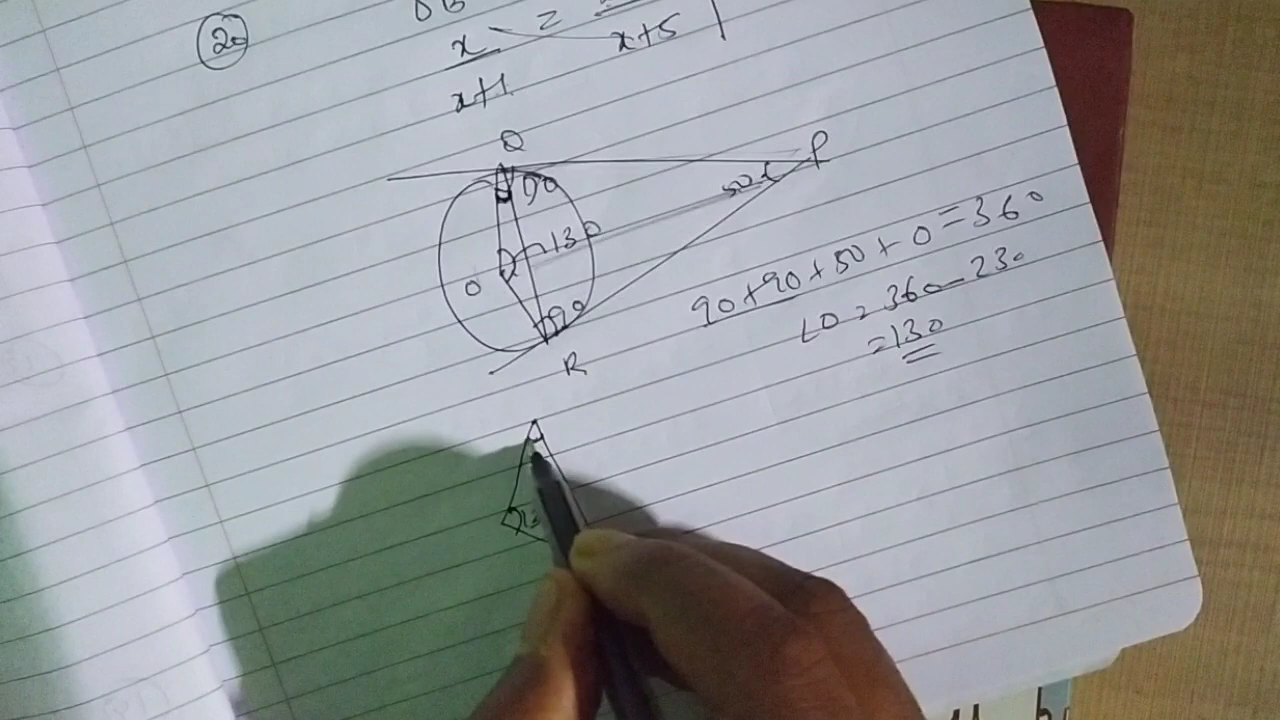 20
x = 
x+1 x+5
Q
P
90
50
130
O
90
R
90+90+50+O=360
∠O=360-230
=130